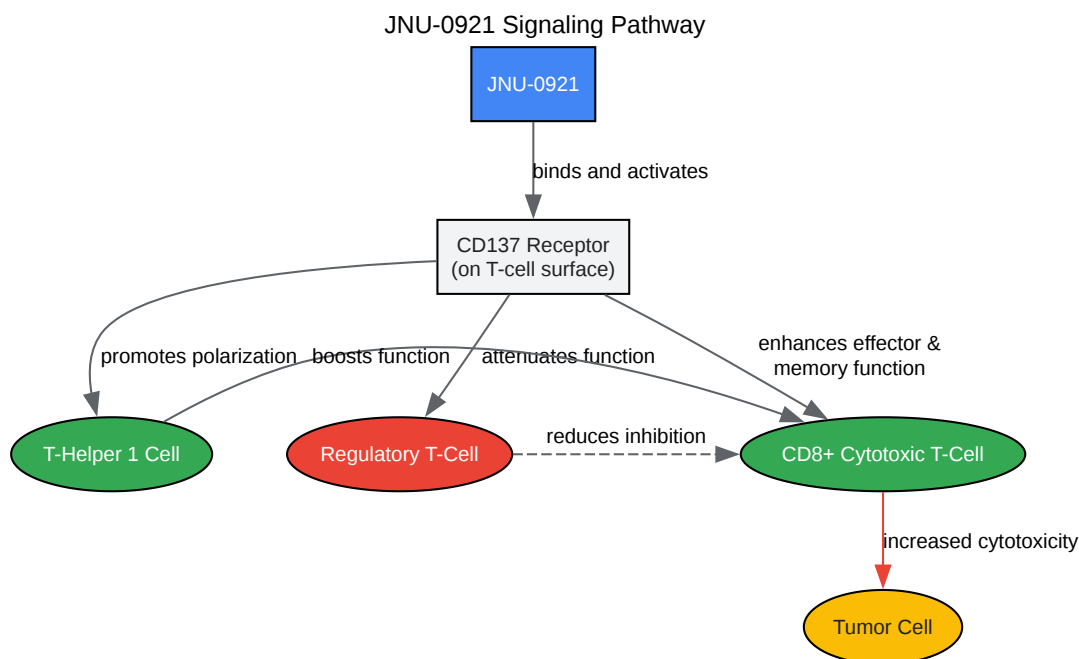 JNU-0921 Signaling Pathway
JNU-0921
binds and activates
CD137 Receptor
(on T-cell surface)
promotes polarization
boosts function
attenuates function
enhances effector &
memory function
T-Helper 1 Cell
Regulatory T-Cell
reduces inhibition
CD8+ Cytotoxic T-Cell
increased cytotoxicity
Tumor Cell